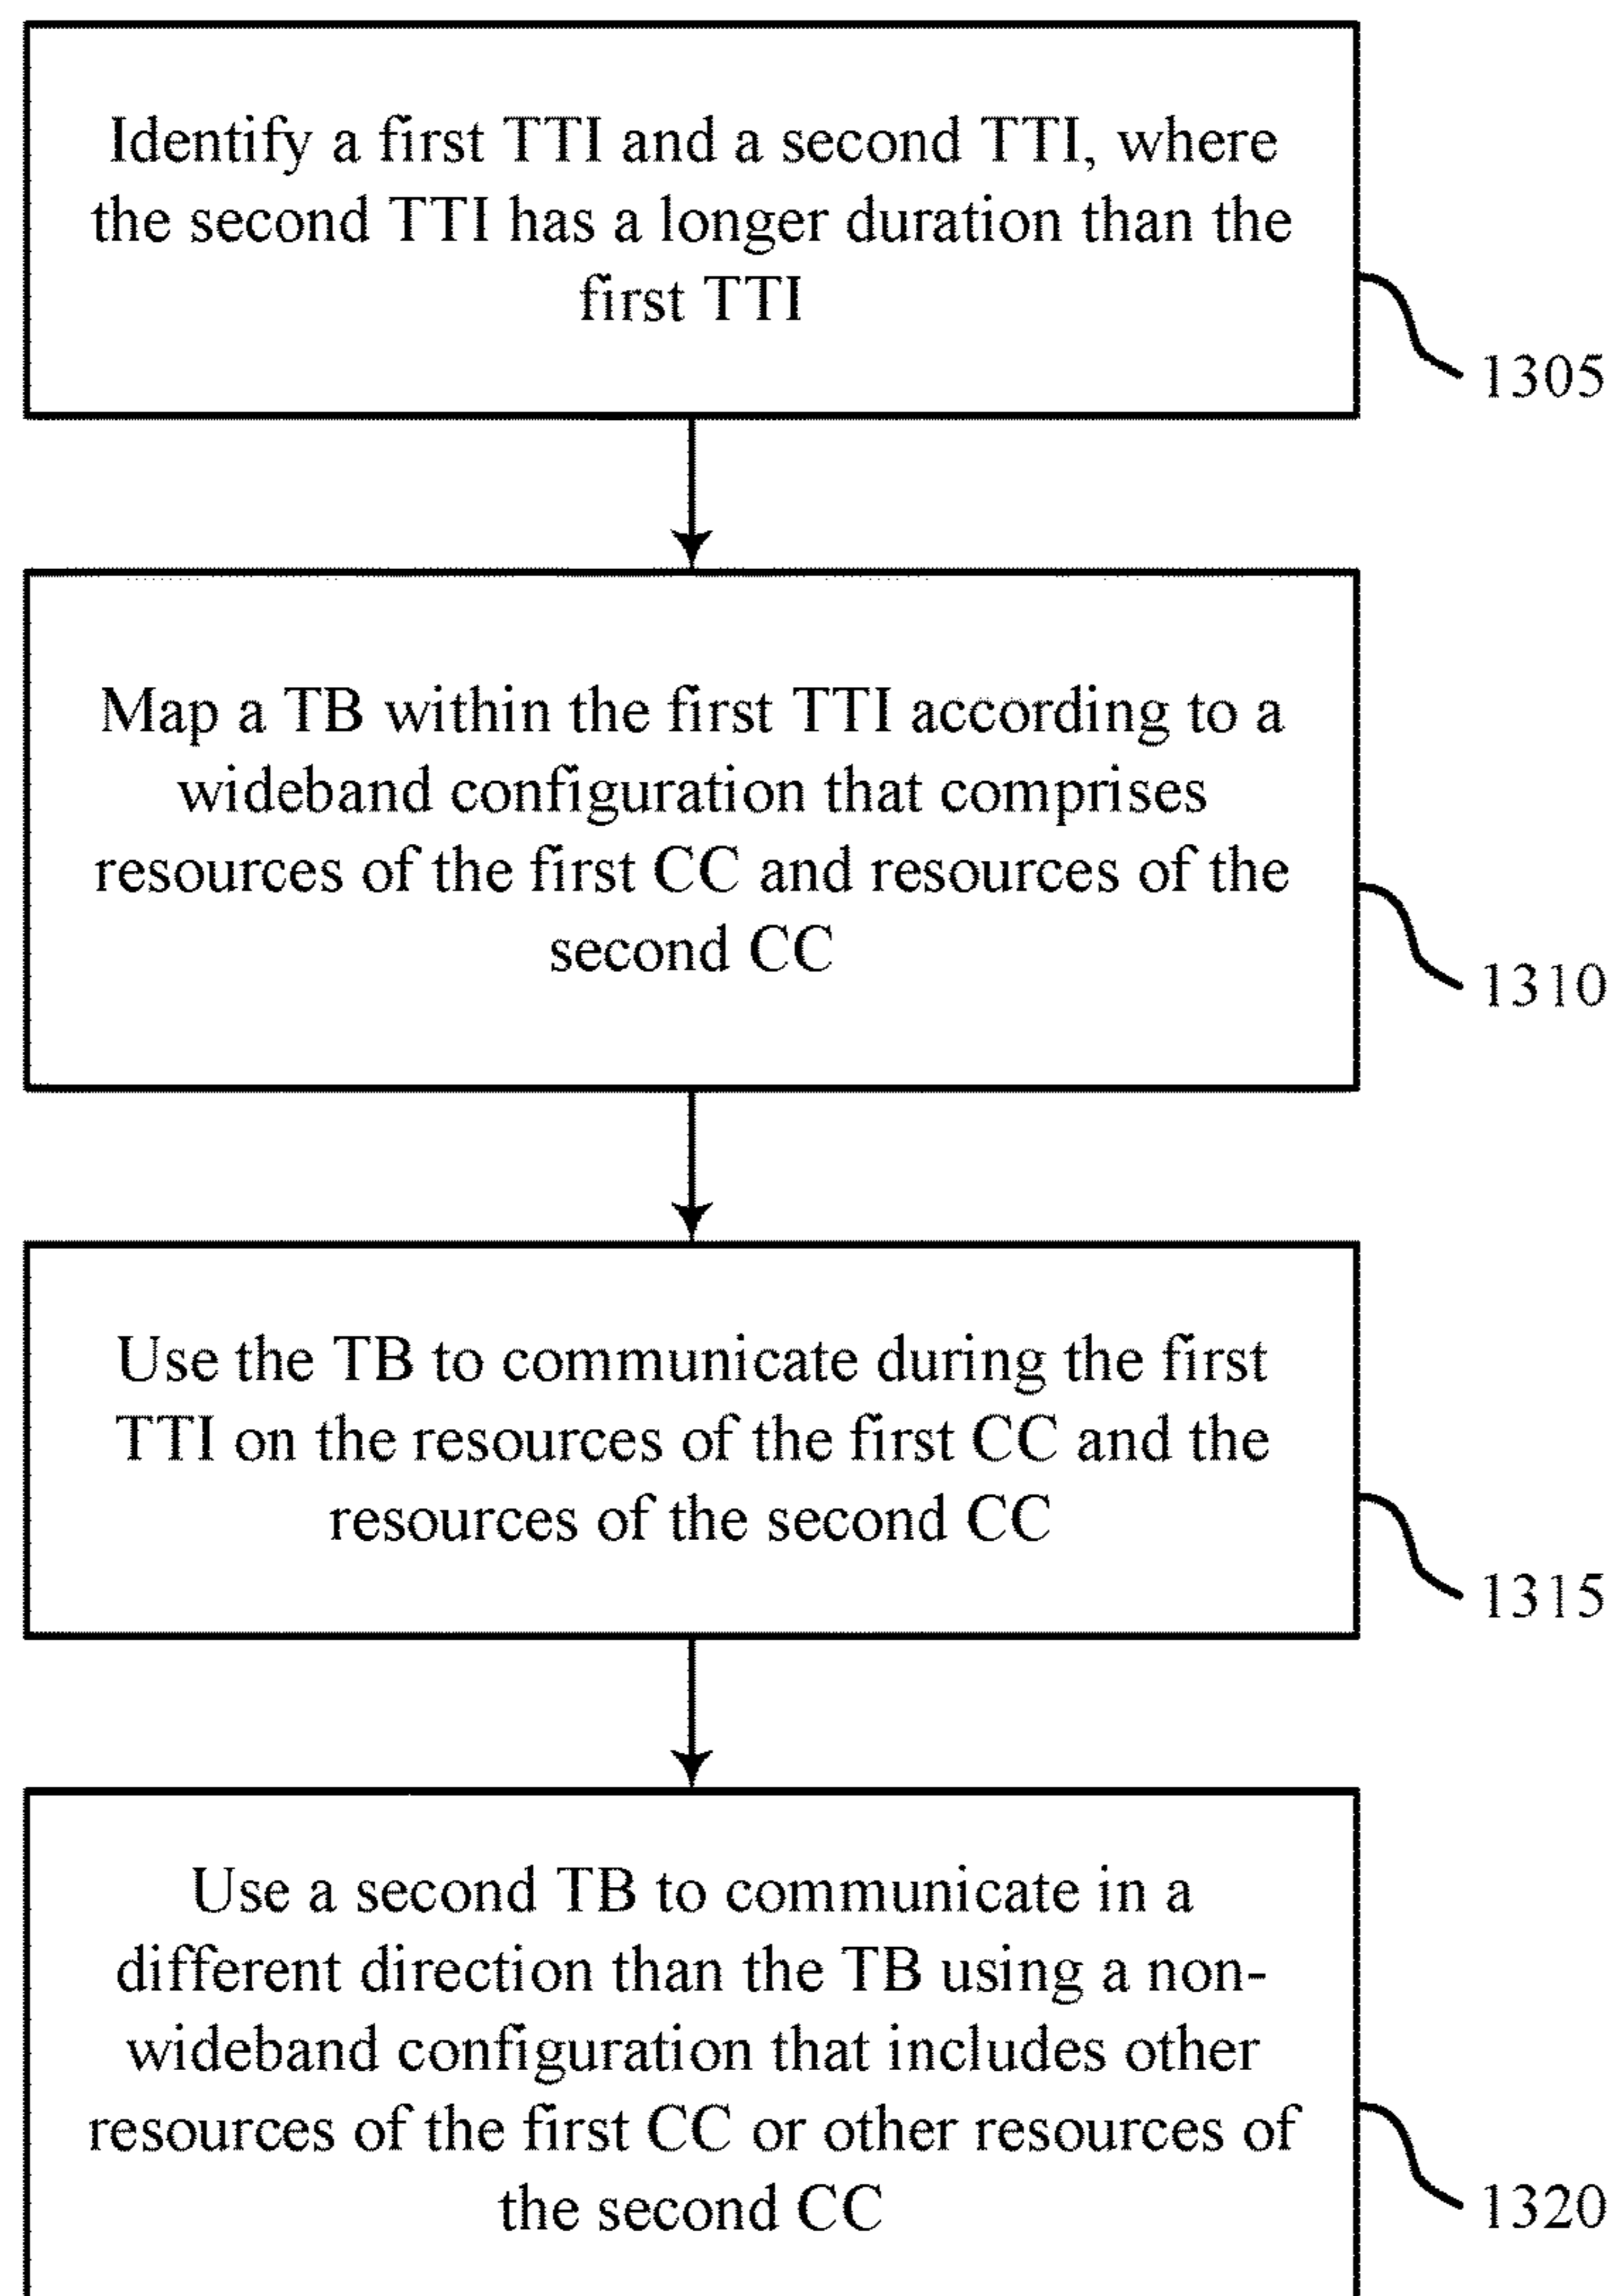 Identify a first TTI and a second TTI, where
the second TTI has a longer duration than the
first TTI
1305
Map a TB within the first TTI according to a
wideband configuration that comprises
resources of the first CC and resources of the
second CC
1310
Use the TB to communicate during the first
TTI on the resources of the first CC and the
resources of the second CC
1315
Use a second TB to communicate in a
different direction than the TB using a non-
wideband configuration that includes other
resources of the first CC or other resources of
the second CC
1320